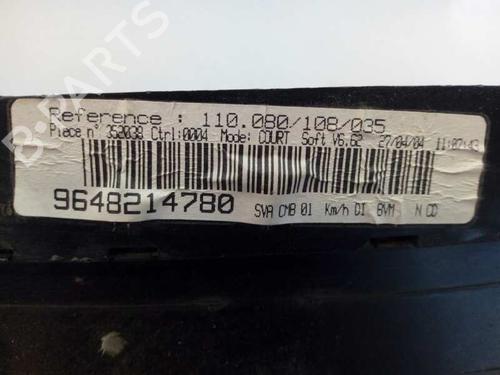 Reference : 110.080/108/035
Piece n° 352038 Ctrl:0004 Mode: COURT Soft V6.62 27/04/04 11:07:43
9648214780 SVA CMB 01 Km/h DI BVM N CD
B-PARTS